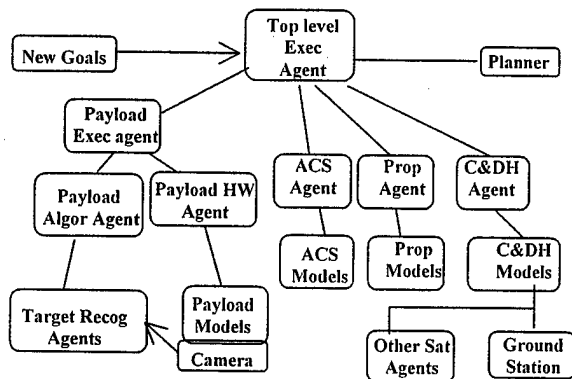 Top level
Exec
Agent
New Goals
Planner
Payload
Exec agent
ACS
Agent
Prop
Agent
C&DH
Agent
Payload
Algor Agent
Payload HW
Agent
ACS
Models
Prop
Models
C&DH
Models
Target Recog
Agents
Payload
Models
Camera
Other Sat
Agents
Ground
Station